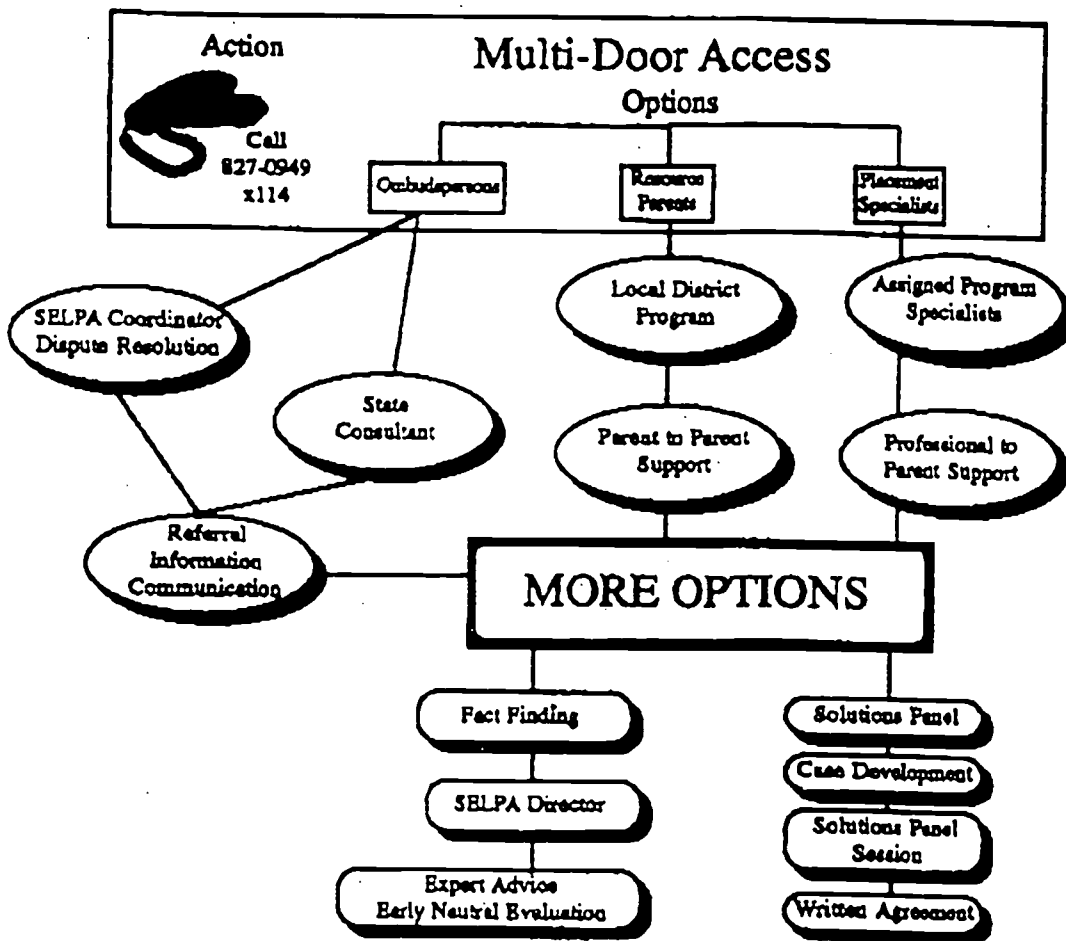 Action
Multi-Door Access
Options
Call
827-0949
x114
Ombudspersons
Resource
Parents
Placement
Specialists
SELPA Coordinator
Dispute Resolution
State
Consultant
Local District
Program
Assigned Program
Specialists
Parent to Parent
Support
Professional to
Parent Support
Referral
Information
Communication
MORE OPTIONS
Fact Finding
SELPA Director
Expert Advice
Early Neutral Evaluation
Solutions Panel
Case Development
Solutions Panel
Session
Written Agreement